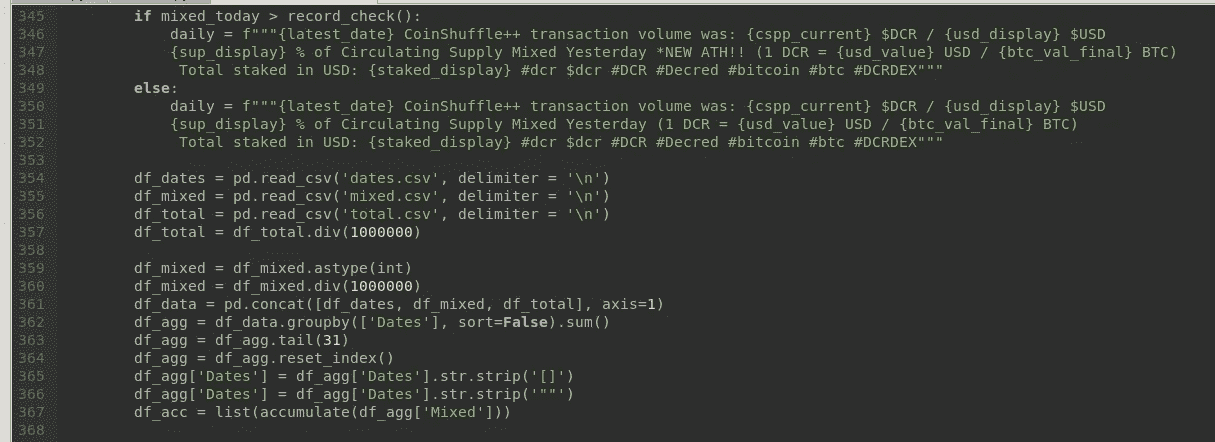 345         if mixed_today > record_check():
346             daily = f"""{latest_date} CoinShuffle++ transaction volume was: {cspp_current} $DCR / {usd_display} $USD
347             {sup_display} % of Circulating Supply Mixed Yesterday *NEW ATH!! (1 DCR = {usd_value} USD / {btc_val_final} BTC)
348              Total staked in USD: {staked_display} #dcr $dcr #DCR #Decred #bitcoin #btc #DCRDEX"""
349         else:
350             daily = f"""{latest_date} CoinShuffle++ transaction volume was: {cspp_current} $DCR / {usd_display} $USD
351             {sup_display} % of Circulating Supply Mixed Yesterday (1 DCR = {usd_value} USD / {btc_val_final} BTC)
352              Total staked in USD: {staked_display} #dcr $dcr #DCR #Decred #bitcoin #btc #DCRDEX"""
353
354         df_dates = pd.read_csv('dates.csv', delimiter = '\n')
355         df_mixed = pd.read_csv('mixed.csv', delimiter = '\n')
356         df_total = pd.read_csv('total.csv', delimiter = '\n')
357         df_total = df_total.div(1000000)
358
359         df_mixed = df_mixed.astype(int)
360         df_mixed = df_mixed.div(1000000)
361         df_data = pd.concat([df_dates, df_mixed, df_total], axis=1)
362         df_agg = df_data.groupby(['Dates'], sort=False).sum()
363         df_agg = df_agg.tail(31)
364         df_agg = df_agg.reset_index()
365         df_agg['Dates'] = df_agg['Dates'].str.strip('[]')
366         df_agg['Dates'] = df_agg['Dates'].str.strip('""')
367         df_acc = list(accumulate(df_agg['Mixed']))
368